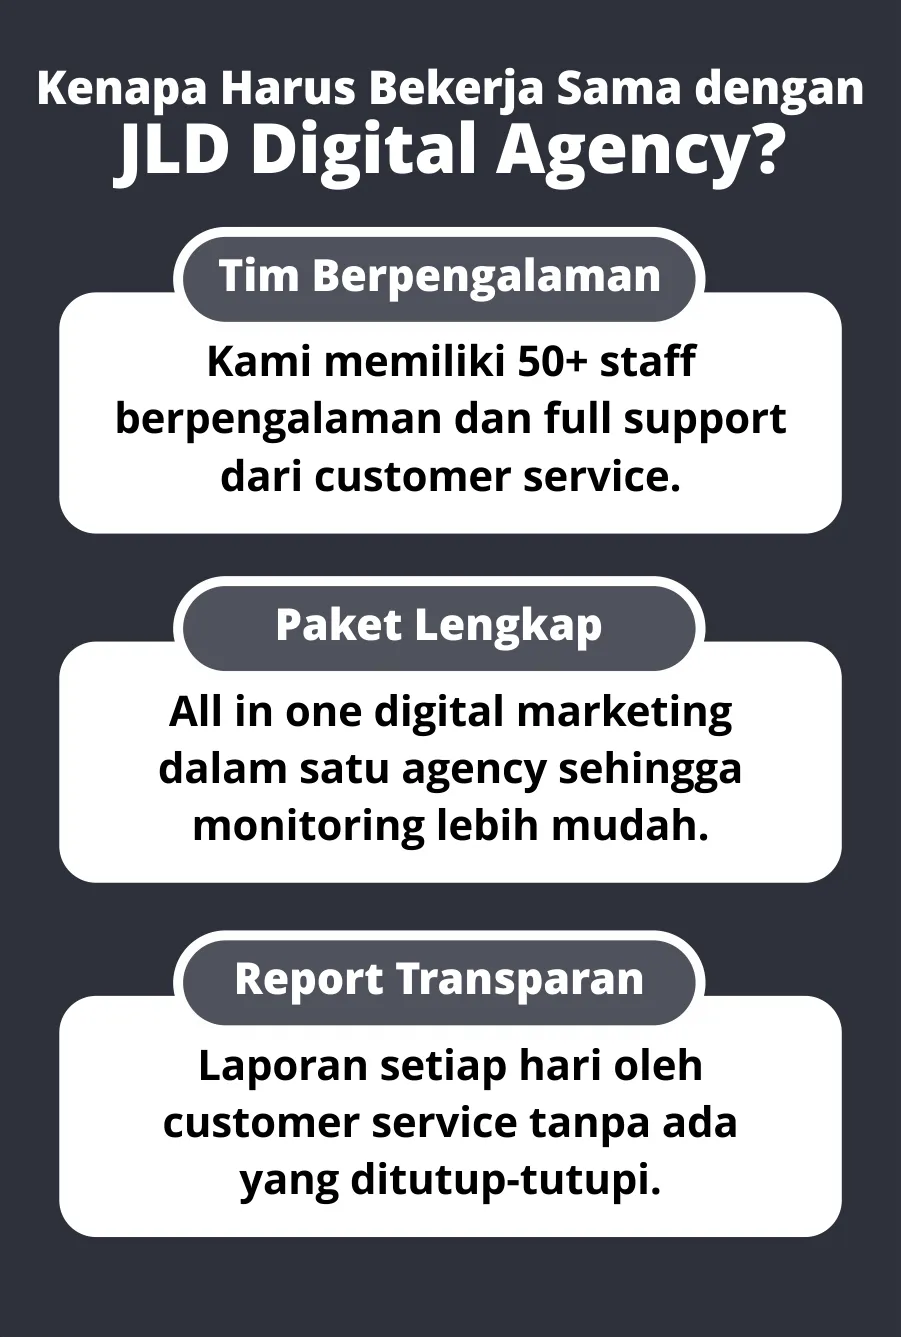 Kenapa Harus Bekerja Sama dengan
JLD Digital Agency?
Tim Berpengalaman
Kami memiliki 50+ staff
berpengalaman dan full support
dari customer service.
Paket Lengkap
All in one digital marketing
dalam satu agency sehingga
monitoring lebih mudah.
Report Transparan
Laporan setiap hari oleh
customer service tanpa ada
yang ditutup-tutupi.